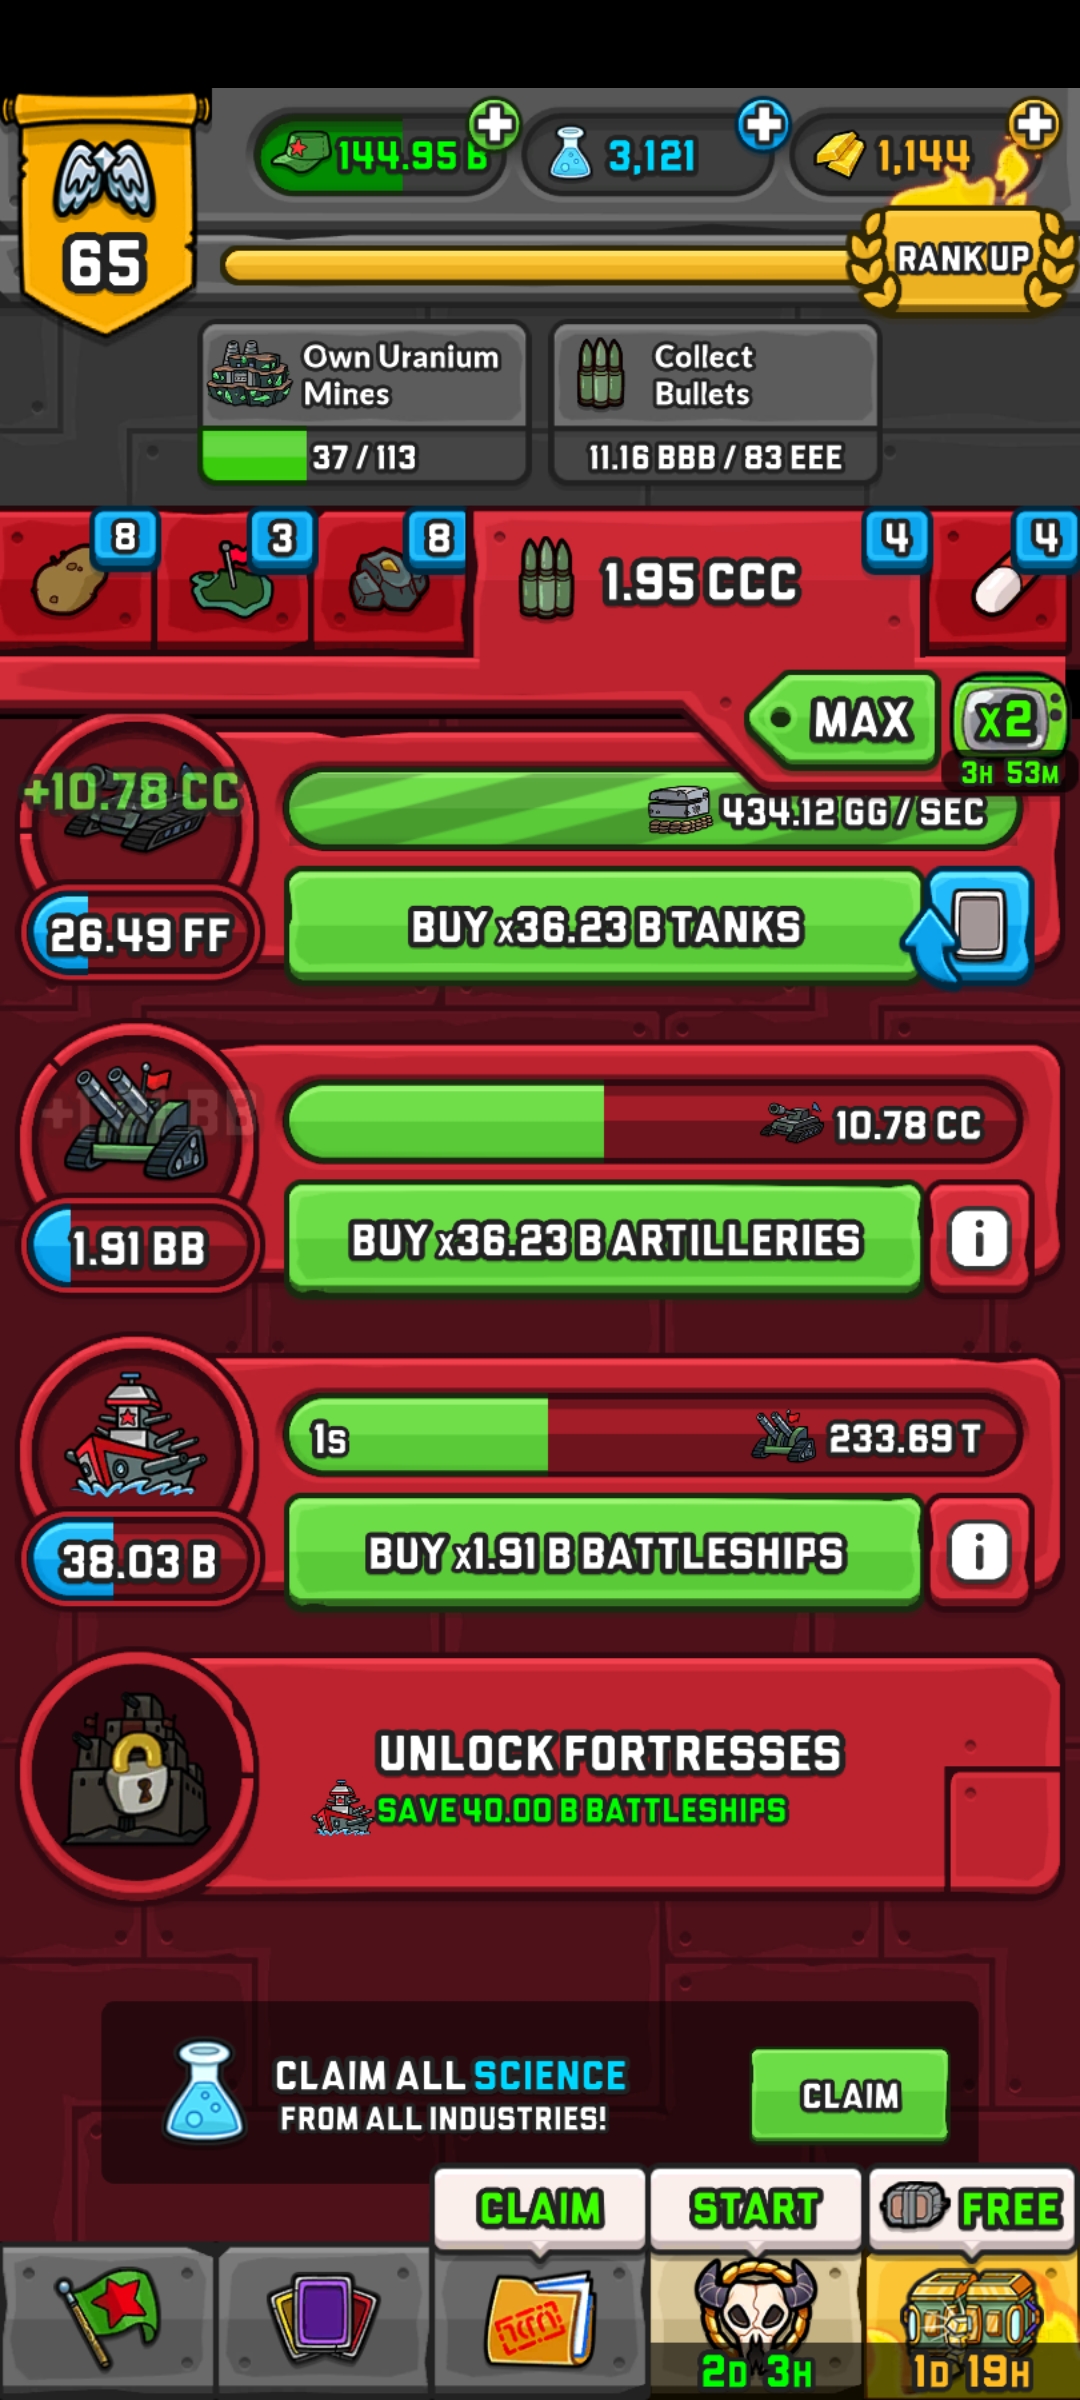 144.95 B
3,121
1,144
65
RANK UP
Own Uranium
Mines
37 / 113
Collect
Bullets
11.16 BBB / 83 EEE
8
3
8
1.95 CCC
4
4
MAX
x2
3H 53M
+10.78 CC
434.12 GG / SEC
26.49 FF
BUY x36.23 B TANKS
10.78 CC
1.91 BB
BUY x36.23 B ARTILLERIES
i
1s
233.69 T
38.03 B
BUY x1.91 B BATTLESHIPS
i
UNLOCK FORTRESSES
SAVE 40.00 B BATTLESHIPS
CLAIM ALL SCIENCE
FROM ALL INDUSTRIES!
CLAIM
CLAIM
START
FREE
2D 3H
1D 19H